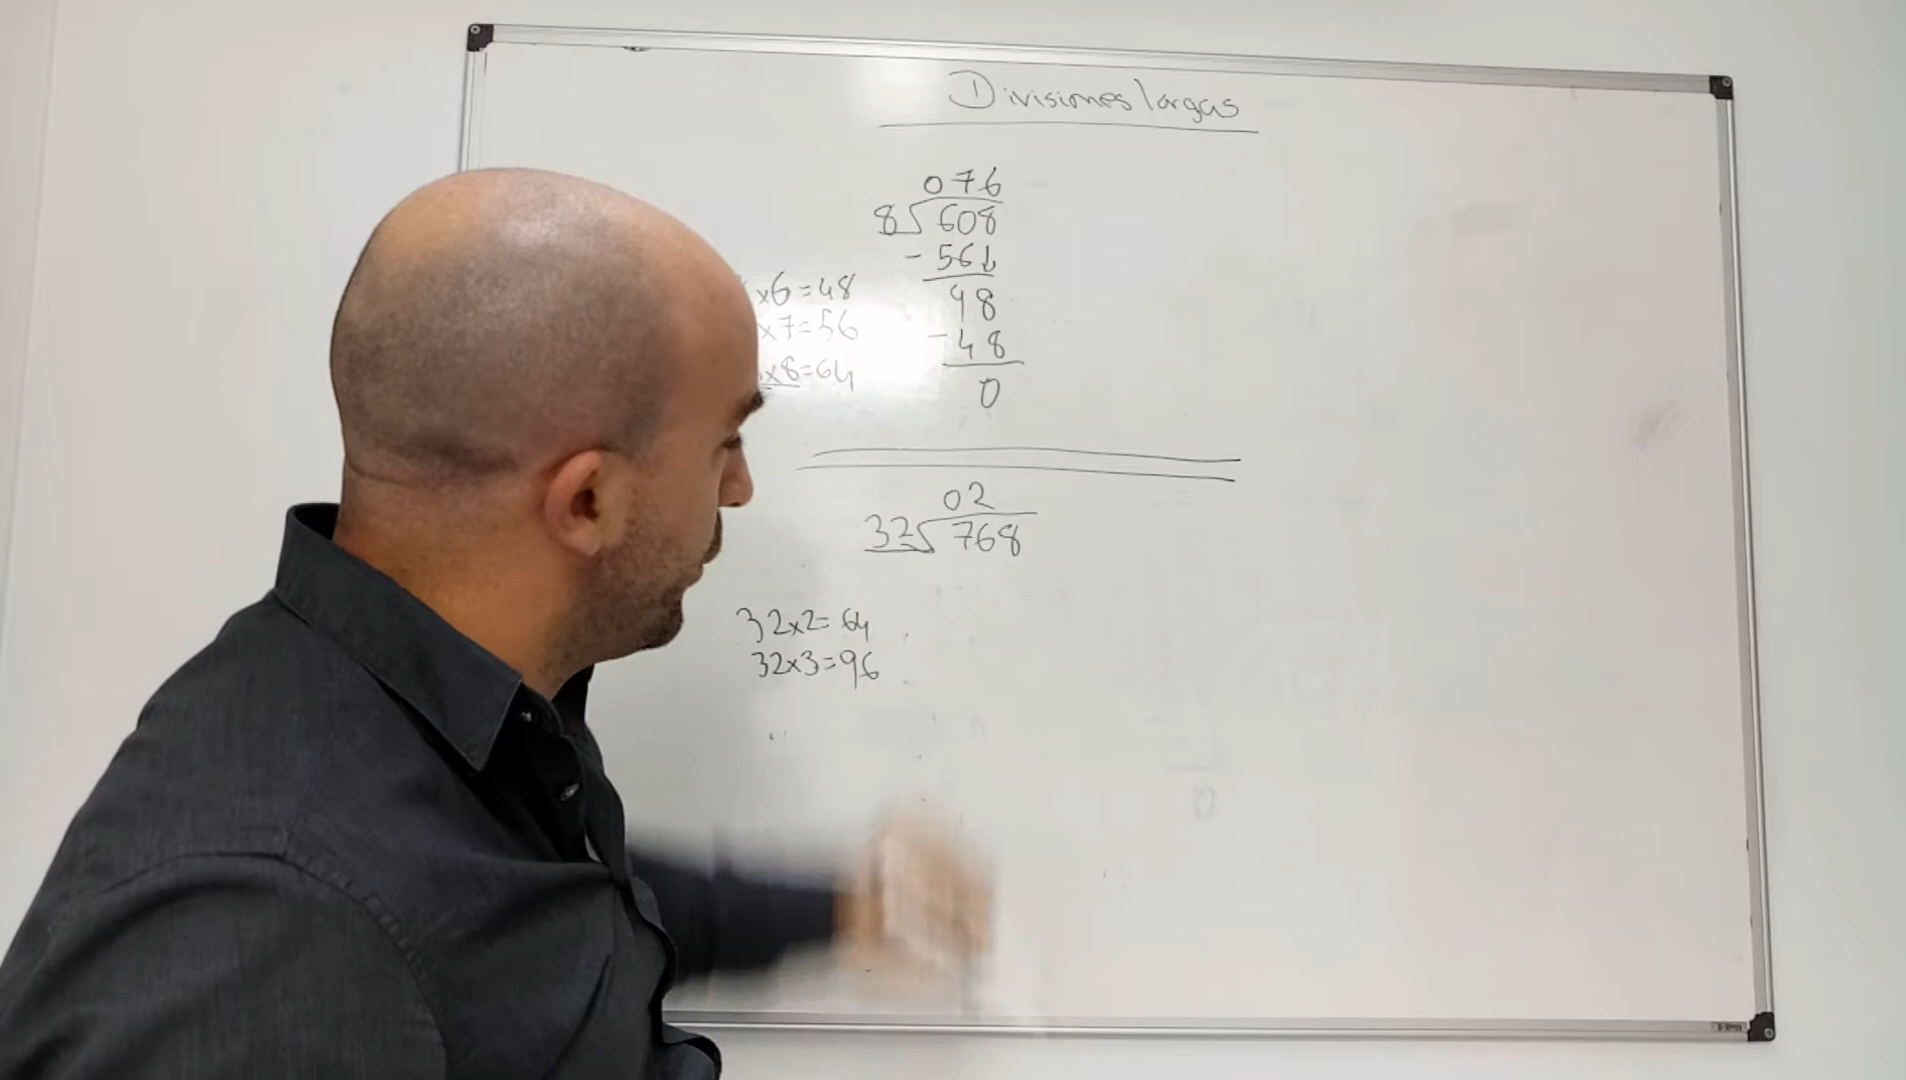 Divisiones largas
076
8 608
- 56↓
48
- 48
0
x6=48
x7=56
x8=64
02
32 768
32x2=64
32x3=96